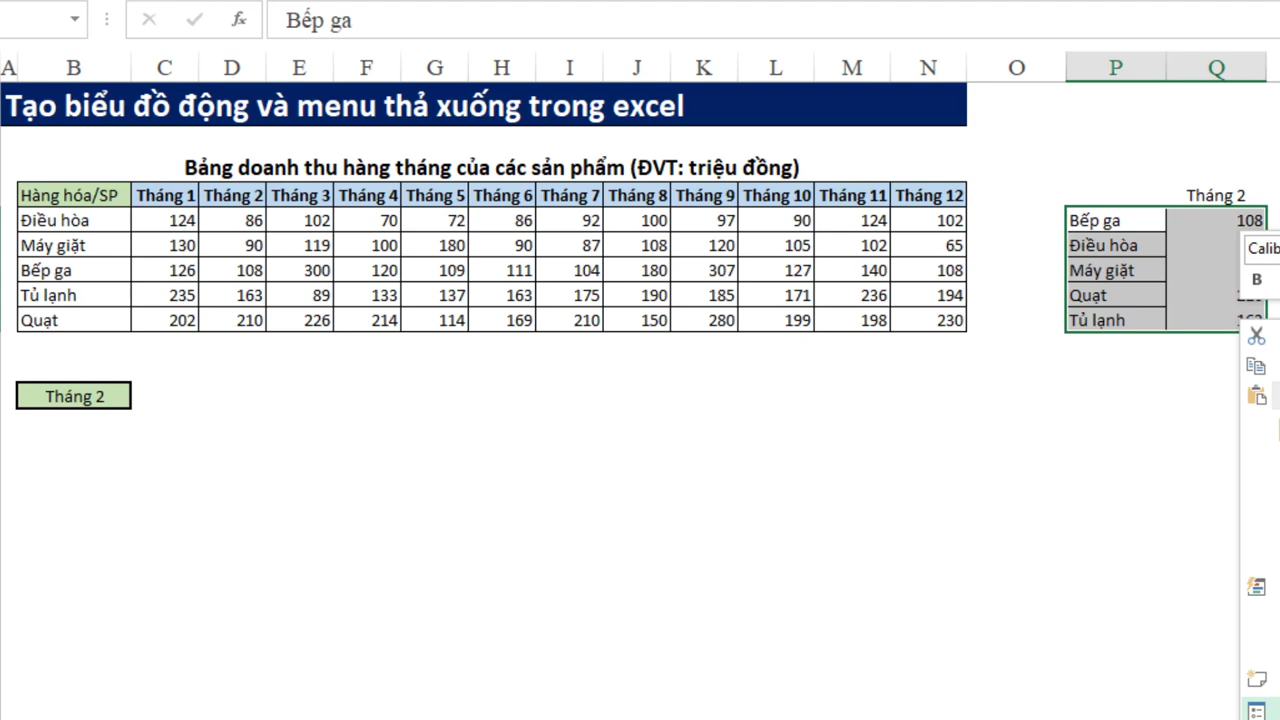 Bếp ga
A B C D E F G H I J K L M N O P Q
Tạo biểu đồ động và menu thả xuống trong excel
Bảng doanh thu hàng tháng của các sản phẩm (ĐVT: triệu đồng)
Hàng hóa/SP Tháng 1 Tháng 2 Tháng 3 Tháng 4 Tháng 5 Tháng 6 Tháng 7 Tháng 8 Tháng 9 Tháng 10 Tháng 11 Tháng 12 Tháng 2
Điều hòa 124 86 102 70 72 86 92 100 97 90 124 102 Bếp ga 108
Máy giặt 130 90 119 100 180 90 87 108 120 105 102 65 Điều hòa
Bếp ga 126 108 300 120 109 111 104 180 307 127 140 108 Máy giặt
Tủ lạnh 235 163 89 133 137 163 175 190 185 171 236 194 Quạt
Quạt 202 210 226 214 114 169 210 150 280 199 198 230 Tủ lạnh
Calib
B
Tháng 2